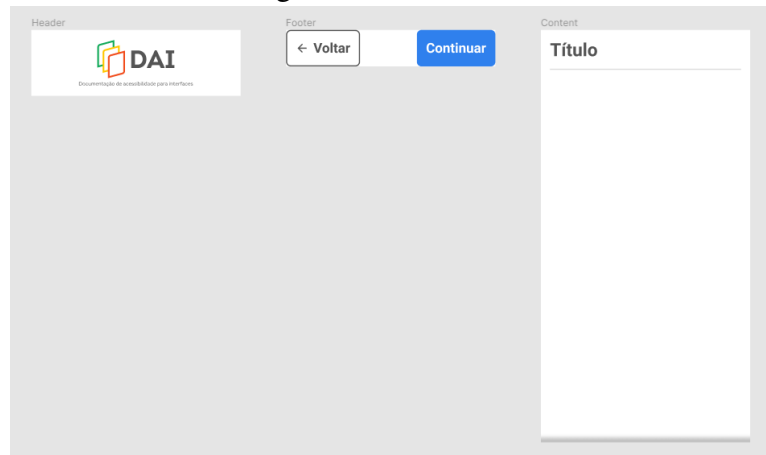 Header
DAI
Documentação de acessibilidade para interfaces
Footer
← Voltar
Continuar
Content
Título